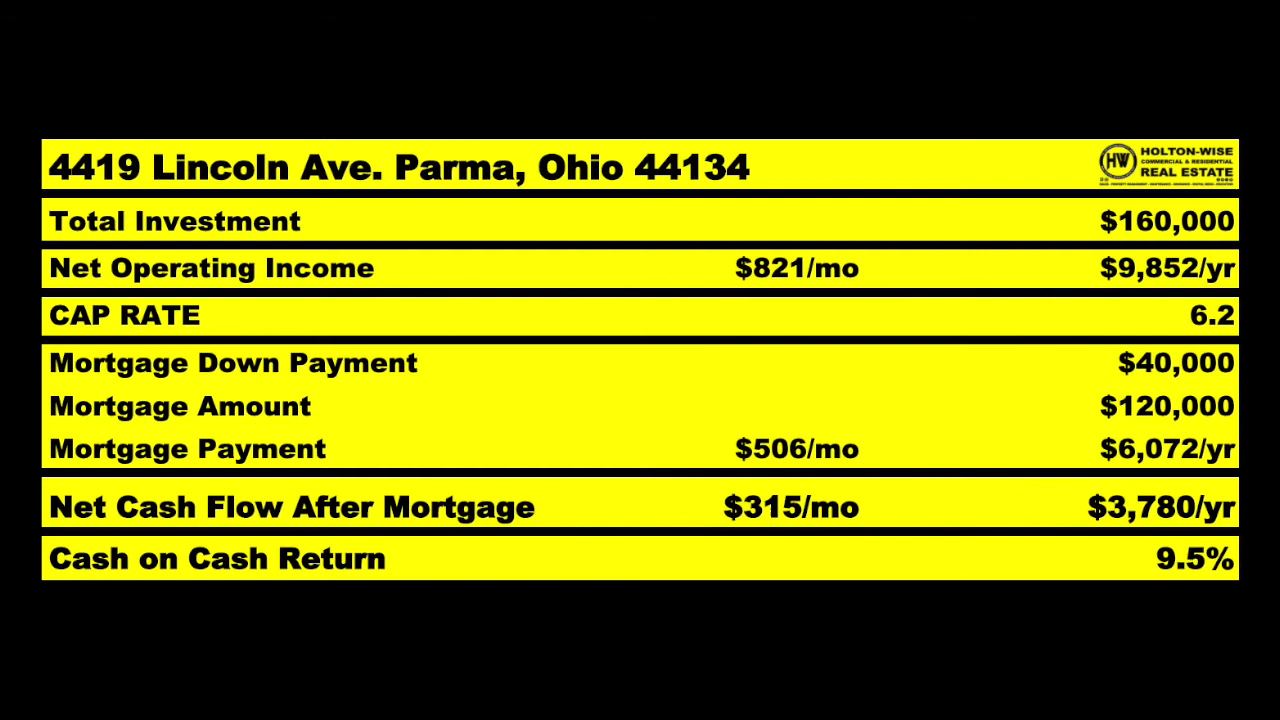 4419 Lincoln Ave. Parma, Ohio 44134
HW
HOLTON-WISE
COMMERCIAL & RESIDENTIAL
REAL ESTATE
Total Investment $160,000
Net Operating Income $821/mo $9,852/yr
CAP RATE 6.2
Mortgage Down Payment $40,000
Mortgage Amount $120,000
Mortgage Payment $506/mo $6,072/yr
Net Cash Flow After Mortgage $315/mo $3,780/yr
Cash on Cash Return 9.5%